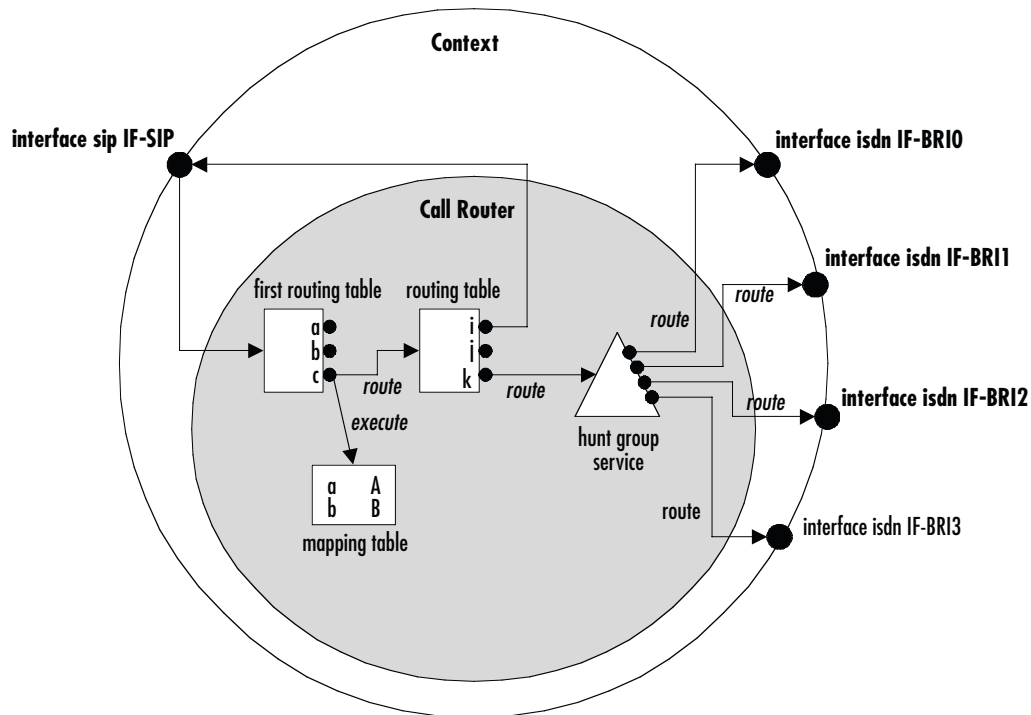 Context
interface sip IF-SIP
interface isdn IF-BRI0
Call Router
interface isdn IF-BRI1
first routing table
routing table
route
route
a
b
c
i
j
k
route
route
route
execute
hunt group
service
interface isdn IF-BRI2
a A
b B
mapping table
route
interface isdn IF-BRI3